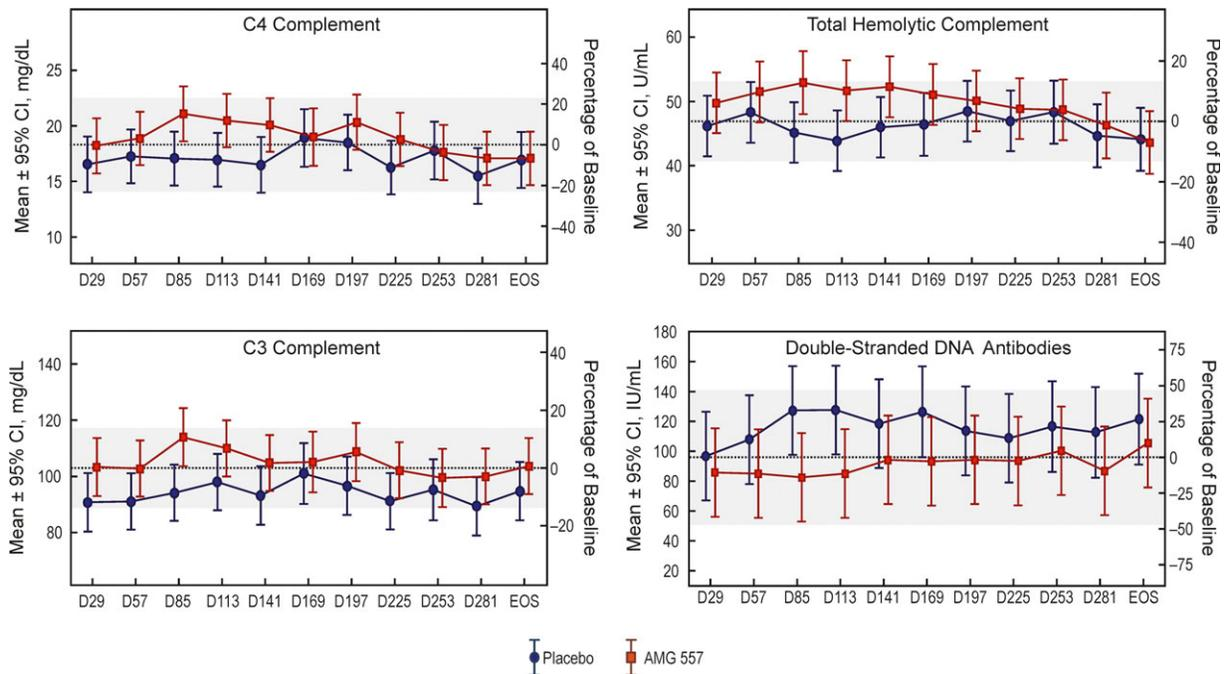 C4 Complement
Mean ± 95% CI, mg/dL
25
20
15
10
40
20
0
–20
–40
Percentage of Baseline
D29 D57 D85 D113 D141 D169 D197 D225 D253 D281 EOS
Total Hemolytic Complement
Mean ± 95% CI, U/mL
60
50
40
30
20
10
0
–20
–40
Percentage of Baseline
D29 D57 D85 D113 D141 D169 D197 D225 D253 D281 EOS
C3 Complement
Mean ± 95% CI, mg/dL
140
120
100
80
40
20
0
–20
Percentage of Baseline
D29 D57 D85 D113 D141 D169 D197 D225 D253 D281 EOS
Double-Stranded DNA Antibodies
Mean ± 95% CI, IU/mL
180
160
140
120
100
80
60
40
20
75
50
25
0
–25
–50
–75
Percentage of Baseline
D29 D57 D85 D113 D141 D169 D197 D225 D253 D281 EOS
Placebo AMG 557